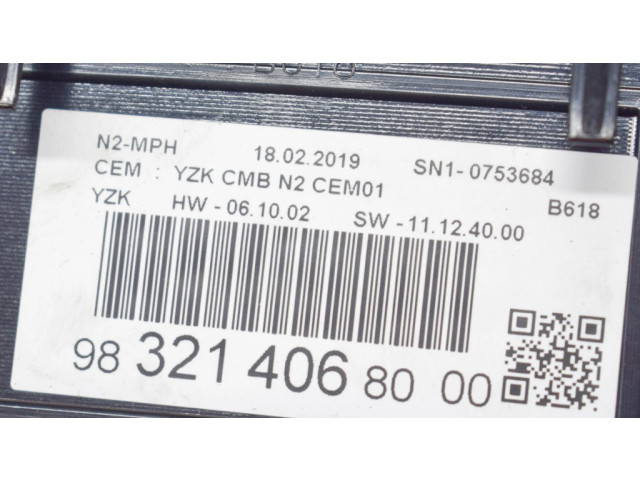 N2-MPH 18.02.2019 SN1- 0753684
CEM : YZK CMB N2 CEM01
YZK HW - 06.10.02 SW - 11.12.40.00 B618
98 321 406 80 00